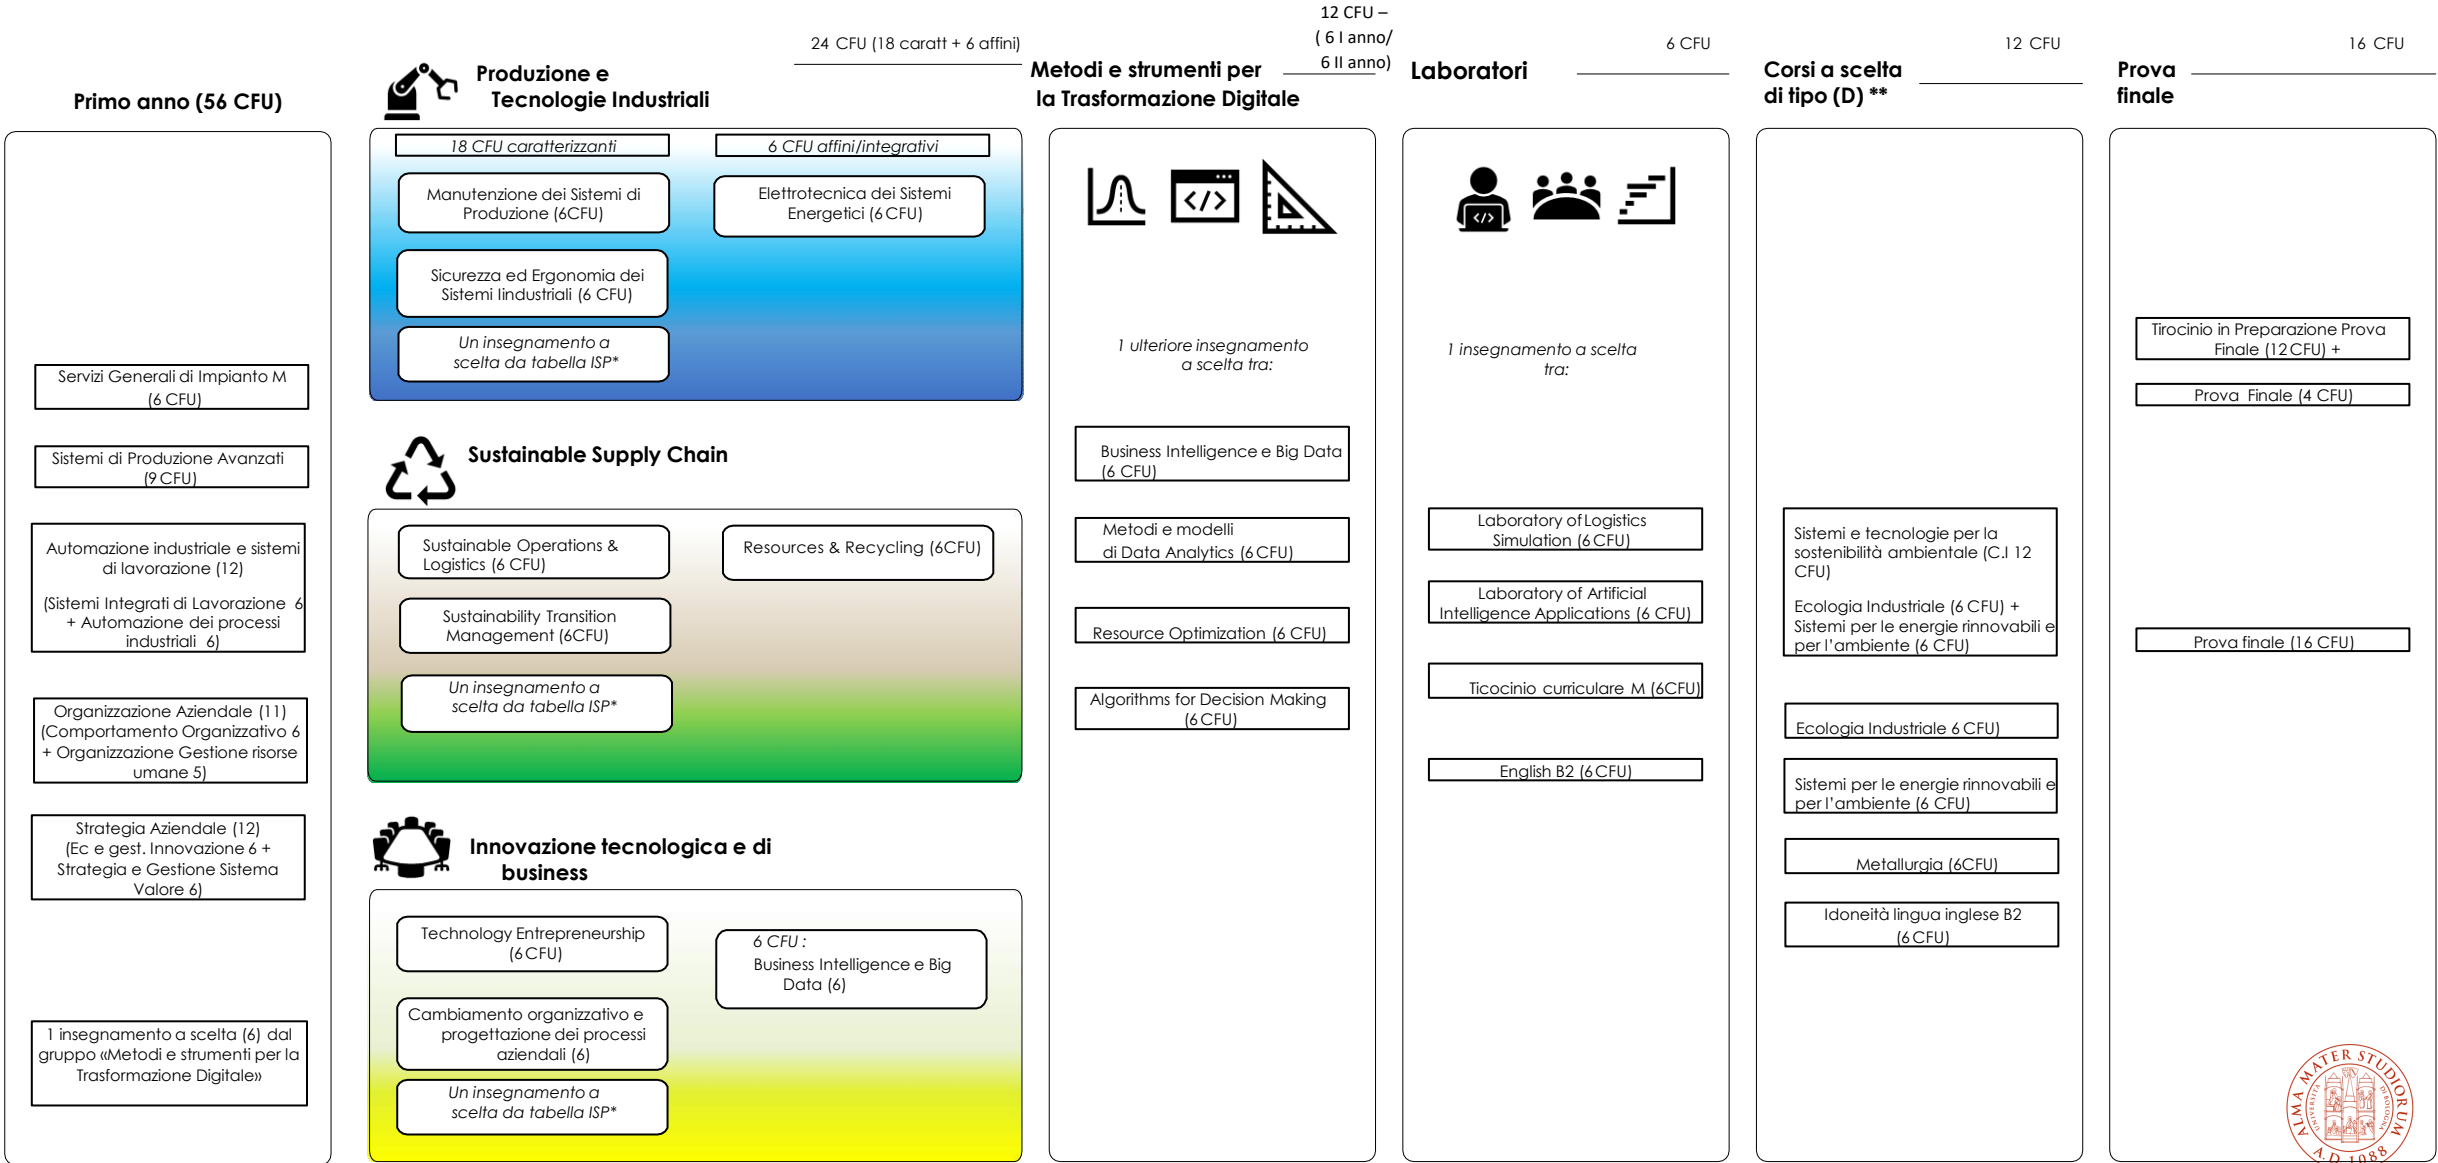 Primo anno (56 CFU)
Servizi Generali di Impianto M
(6 CFU)
Sistemi di Produzione Avanzati
(9 CFU)
Automazione industriale e sistemi
di lavorazione (12)
(Sistemi Integrati di Lavorazione 6
+ Automazione dei processi
industriali 6)
Organizzazione Aziendale (11)
(Comportamento Organizzativo 6
+ Organizzazione Gestione risorse
umane 5)
Strategia Aziendale (12)
(Ec e gest. Innovazione 6 +
Strategia e Gestione Sistema
Valore 6)
1 insegnamento a scelta (6) dal
gruppo «Metodi e strumenti per la
Trasformazione Digitale»
24 CFU (18 caratt + 6 affini)
Produzione e
Tecnologie Industriali
18 CFU caratterizzanti
6 CFU affini/integrativi
Manutenzione dei Sistemi di
Produzione (6CFU)
Elettrotecnica dei Sistemi
Energetici (6 CFU)
Sicurezza ed Ergonomia dei
Sistemi Iindustriali (6 CFU)
Un insegnamento a
scelta da tabella ISP*
Sustainable Supply Chain
Sustainable Operations &
Logistics (6 CFU)
Resources & Recycling (6CFU)
Sustainability Transition
Management (6CFU)
Un insegnamento a
scelta da tabella ISP*
Innovazione tecnologica e di
business
Technology Entrepreneurship
(6CFU)
6 CFU :
Business Intelligence e Big
Data (6)
Cambiamento organizzativo e
progettazione dei processi
aziendali (6)
Un insegnamento a
scelta da tabella ISP*
12 CFU –
( 6 I anno/
6 II anno)
Metodi e strumenti per
la Trasformazione Digitale
</>
1 ulteriore insegnamento
a scelta tra:
Business Intelligence e Big Data
(6 CFU)
Metodi e modelli
di Data Analytics (6CFU)
Resource Optimization (6 CFU)
Algorithms for Decision Making
(6CFU)
6 CFU
Laboratori
</>
1 insegnamento a scelta
tra:
Laboratory of Logistics
Simulation (6CFU)
Laboratory of Artificial
Intelligence Applications (6 CFU)
Ticocinio curriculare M (6CFU)
English B2 (6CFU)
12 CFU
Corsi a scelta
di tipo (D) **
Sistemi e tecnologie per la
sostenibilità ambientale (C.I 12
CFU)
Ecologia Industriale (6 CFU) +
Sistemi per le energie rinnovabili e
per l'ambiente (6 CFU)
Ecologia Industriale 6 CFU)
Sistemi per le energie rinnovabili e
per l'ambiente (6 CFU)
Metallurgia (6CFU)
Idoneità lingua inglese B2
(6CFU)
16 CFU
Prova
finale
Tirocinio in Preparazione Prova
Finale (12CFU) +
Prova Finale (4 CFU)
Prova finale (16 CFU)
ALMA MATER STUDIORUM
A.D. 1088